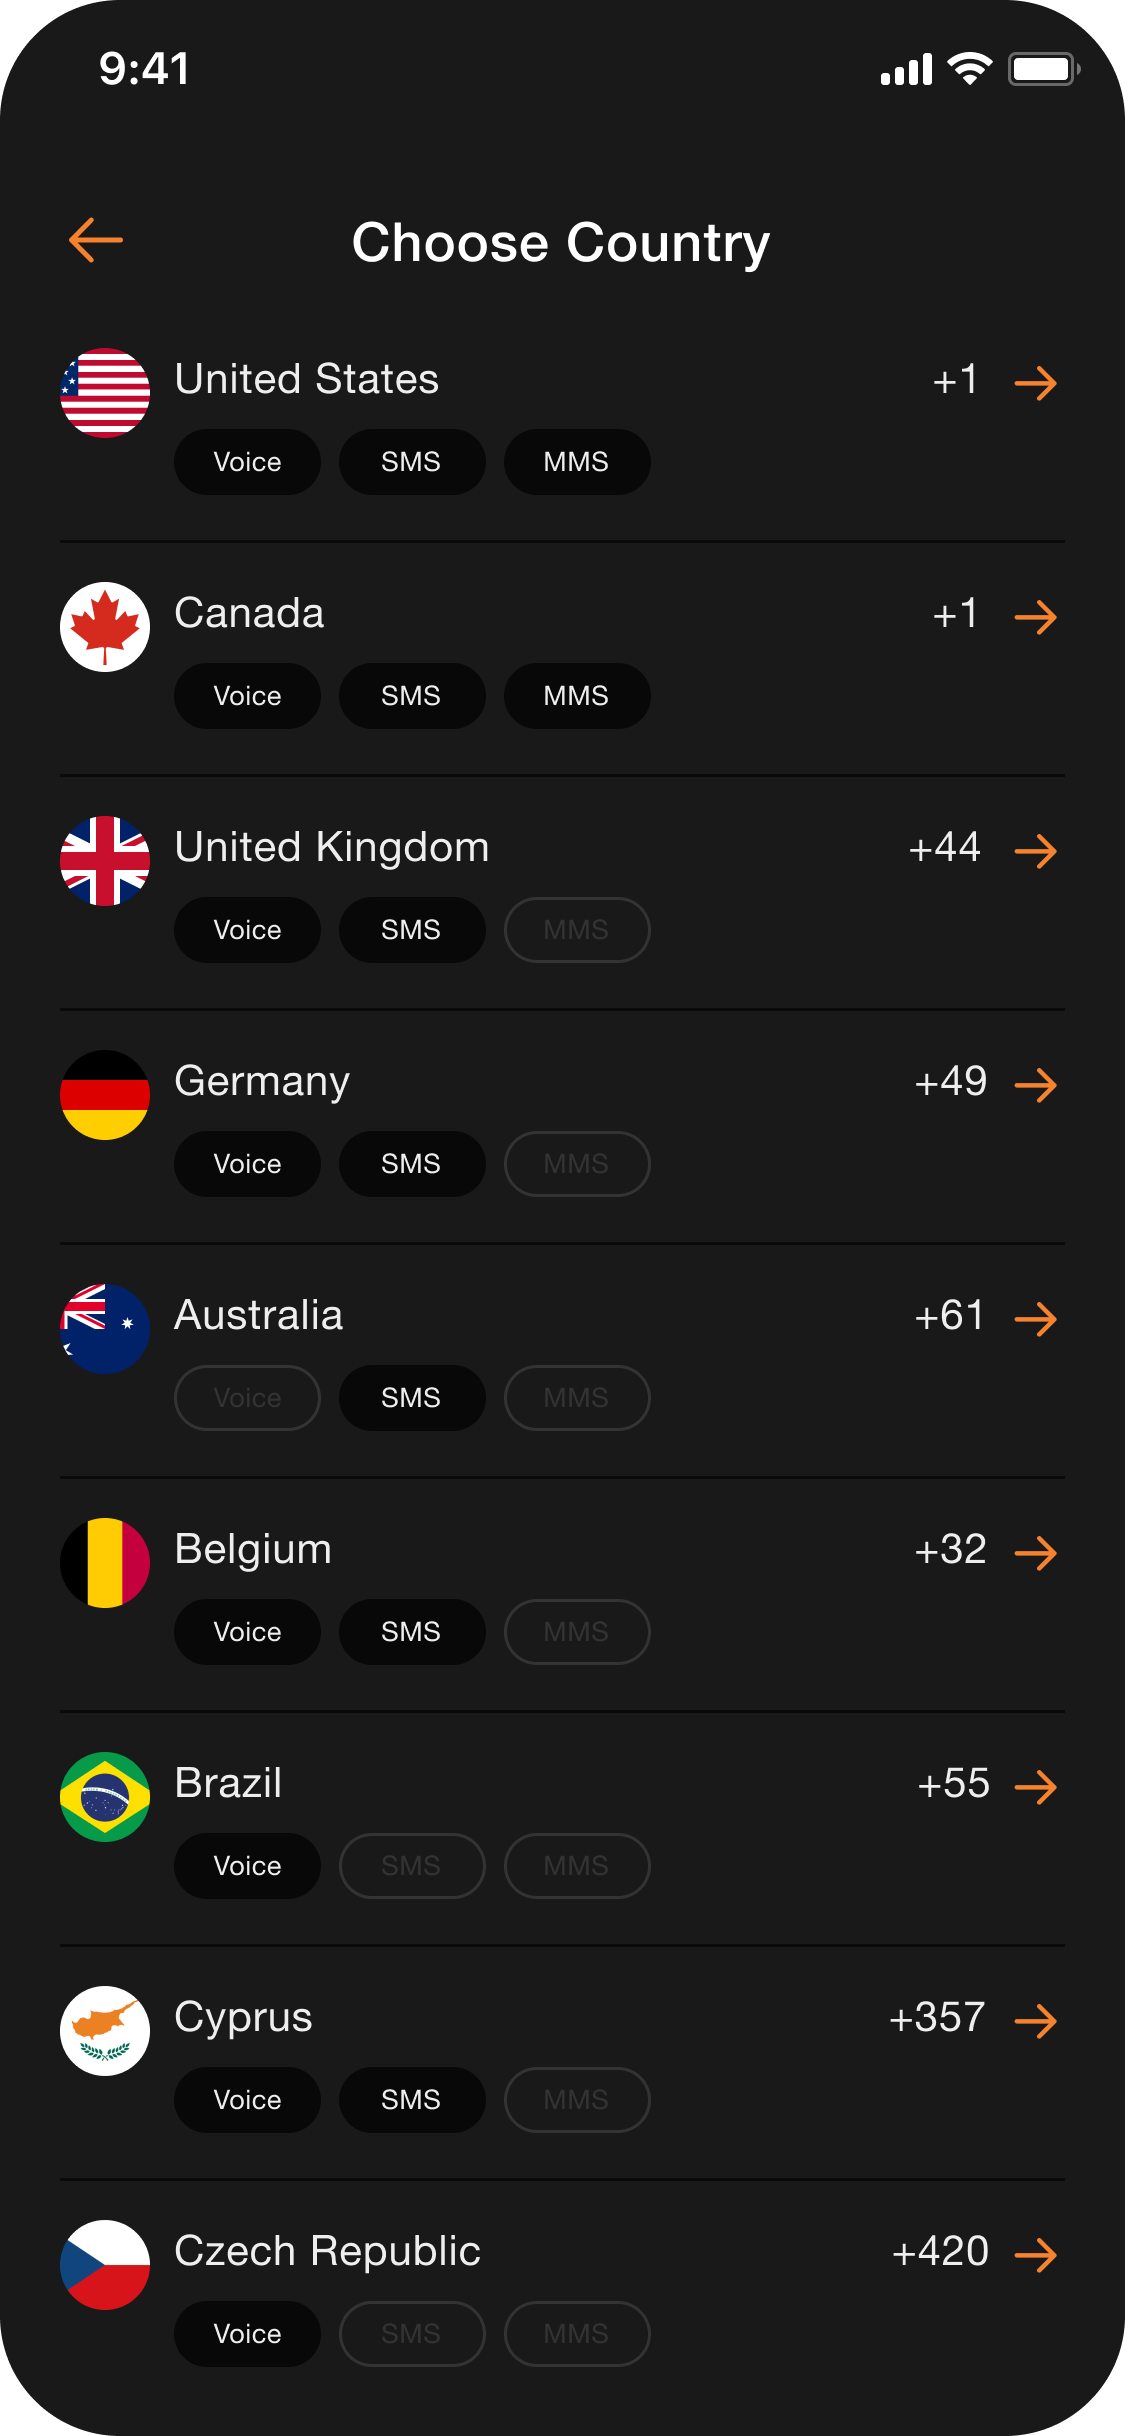 9:41
Choose Country
United States +1
Voice SMS MMS
Canada +1
Voice SMS MMS
United Kingdom +44
Voice SMS MMS
Germany +49
Voice SMS MMS
Australia +61
Voice SMS MMS
Belgium +32
Voice SMS MMS
Brazil +55
Voice SMS MMS
Cyprus +357
Voice SMS MMS
Czech Republic +420
Voice SMS MMS